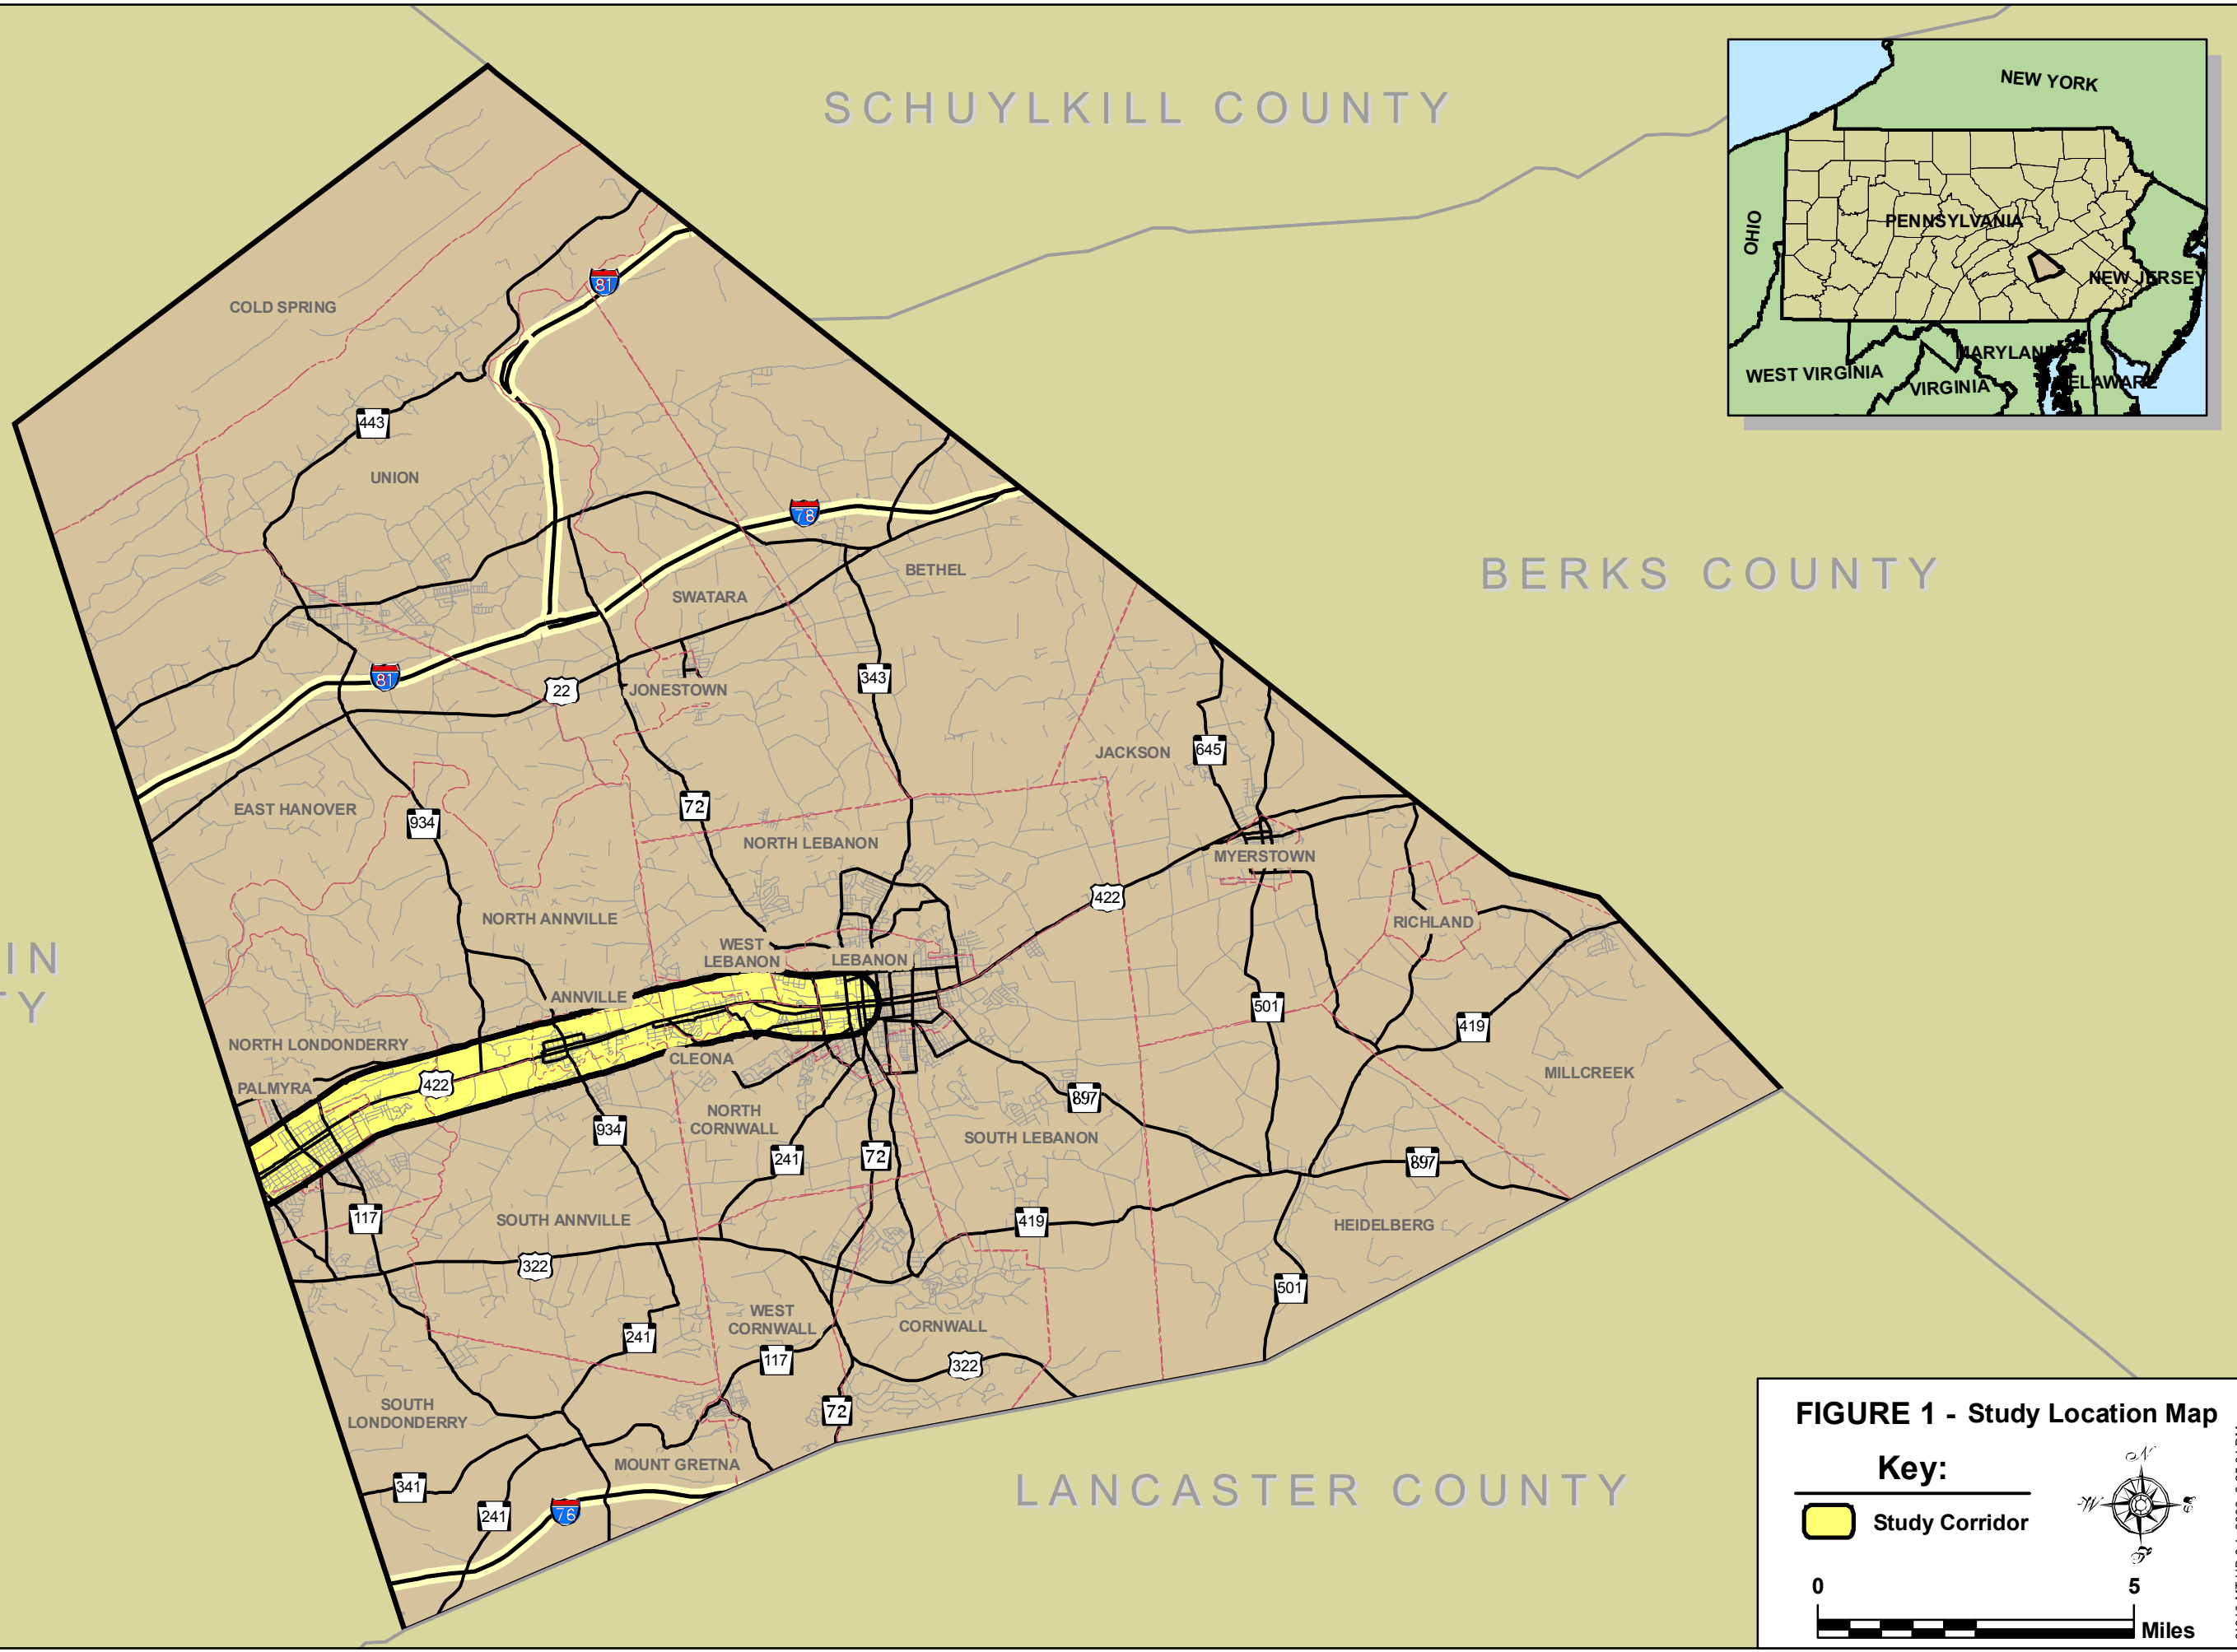 SCHUYLKILL COUNTY
NEW YORK
OHIO
PENNSYLVANIA
NEW JERSEY
MARYLAND
WEST VIRGINIA
VIRGINIA
ELAWARE
COLD SPRING
81
443
UNION
78
BERKS COUNTY
BETHEL
SWATARA
81
22
JONESTOWN
343
JACKSON
645
EAST HANOVER
934
72
NORTH LEBANON
MYERSTOWN
422
NORTH ANNVILLE
RICHLAND
WEST
LEBANON
LEBANON
IN
TY
ANNVILLE
501
419
NORTH LONDONDERRY
CLEONA
PALMYRA
422
MILLCREEK
897
NORTH
CORNWALL
934
SOUTH LEBANON
241
72
897
117
SOUTH ANNVILLE
419
HEIDELBERG
322
501
WEST
CORNWALL
CORNWALL
241
117
322
SOUTH
LONDONDERRY
72
MOUNT GRETNA
341
241
76
LANCASTER COUNTY
FIGURE 1 - Study Location Map
Key:
Study Corridor
N
W
E
S
0 5
Miles